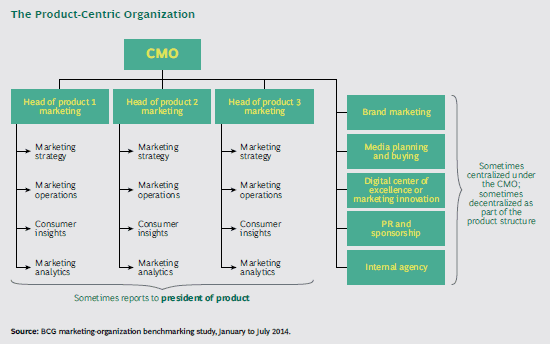 The Product-Centric Organization
CMO
Head of product 1
marketing
Head of product 2
marketing
Head of product 3
marketing
Marketing
strategy
Marketing
operations
Consumer
insights
Marketing
analytics
Marketing
strategy
Marketing
operations
Consumer
insights
Marketing
analytics
Marketing
strategy
Marketing
operations
Consumer
insights
Marketing
analytics
Brand marketing
Media planning
and buying
Digital center of
excellence or
marketing innovation
PR and
sponsorship
Internal agency
Sometimes
centralized under
the CMO;
sometimes
decentralized as
part of the
product structure
Sometimes reports to president of product
Source: BCG marketing-organization benchmarking study, January to July 2014.